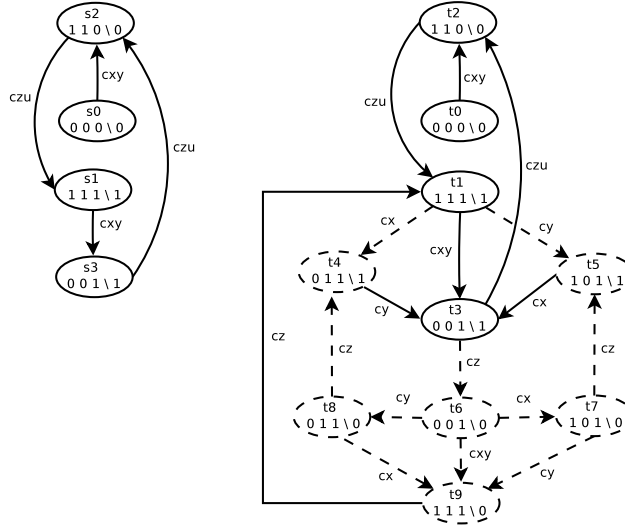 s2
1 1 0 \ 0
cxy
s0
0 0 0 \ 0
czu
czu
s1
1 1 1 \ 1
cxy
s3
0 0 1 \ 1
t2
1 1 0 \ 0
cxy
czu
t0
0 0 0 \ 0
czu
t1
1 1 1 \ 1
cx
cy
cxy
t4
0 1 1 \ 1
t5
1 0 1 \ 1
cy
t3
0 0 1 \ 1
cx
cz
cz
cz
cz
t8
0 1 1 \ 0
cy
t6
0 0 1 \ 0
cx
t7
1 0 1 \ 0
cx
cxy
cy
t9
1 1 1 \ 0